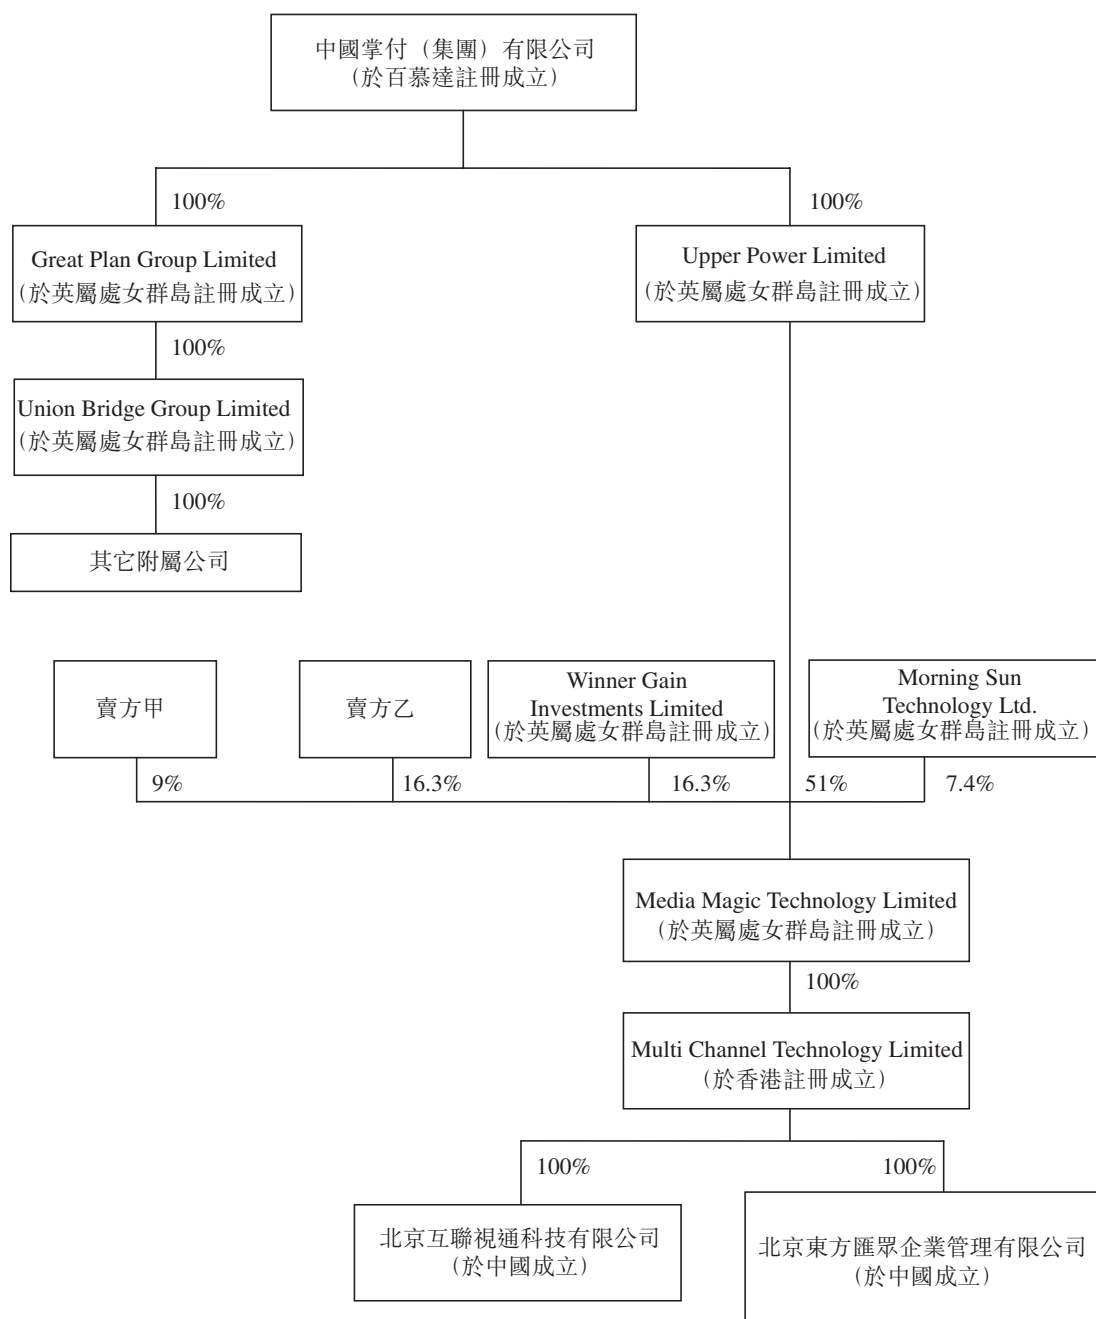 中國掌付（集團）有限公司
（於百慕達註冊成立）
100%
100%
Great Plan Group Limited
（於英屬處女群島註冊成立）
Upper Power Limited
（於英屬處女群島註冊成立）
100%
Union Bridge Group Limited
（於英屬處女群島註冊成立）
100%
其它附屬公司
賣方甲
賣方乙
Winner Gain
Investments Limited
（於英屬處女群島註冊成立）
Morning Sun
Technology Ltd.
（於英屬處女群島註冊成立）
9%
16.3%
16.3%
51%
7.4%
Media Magic Technology Limited
（於英屬處女群島註冊成立）
100%
Multi Channel Technology Limited
（於香港註冊成立）
100%
100%
北京互聯視通科技有限公司
（於中國成立）
北京東方匯眾企業管理有限公司
（於中國成立）